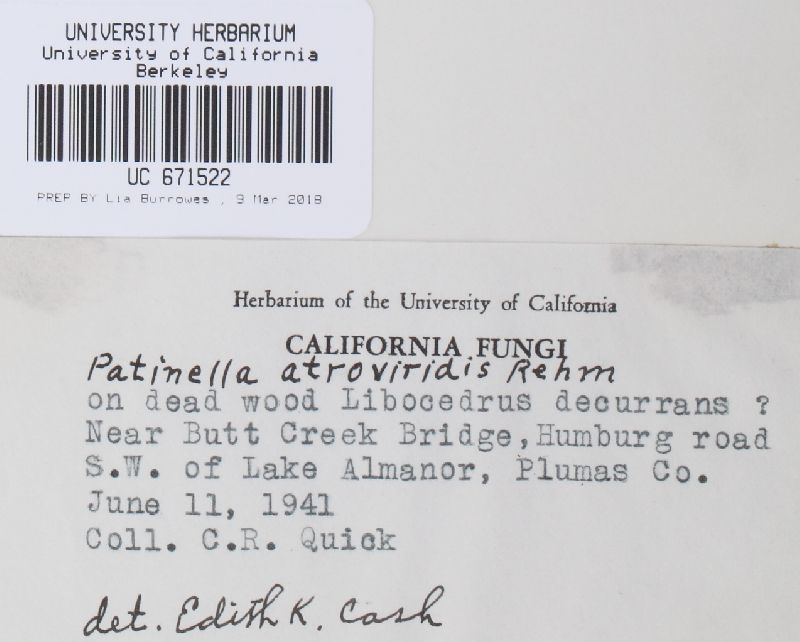 UNIVERSITY HERBARIUM
University of California
Berkeley
UC 671522
PREP BY Lia Burrowes , 9 Mar 2018
Herbarium of the University of California
CALIFORNIA FUNGI
Patinella atroviridis Rehm
on dead wood Libocedrus decurrans ?
Near Butt Creek Bridge,Humburg road
S.W. of Lake Almanor, Plumas Co.
June 11, 1941
Coll. C.R. Quick
det. Edith K. Cash